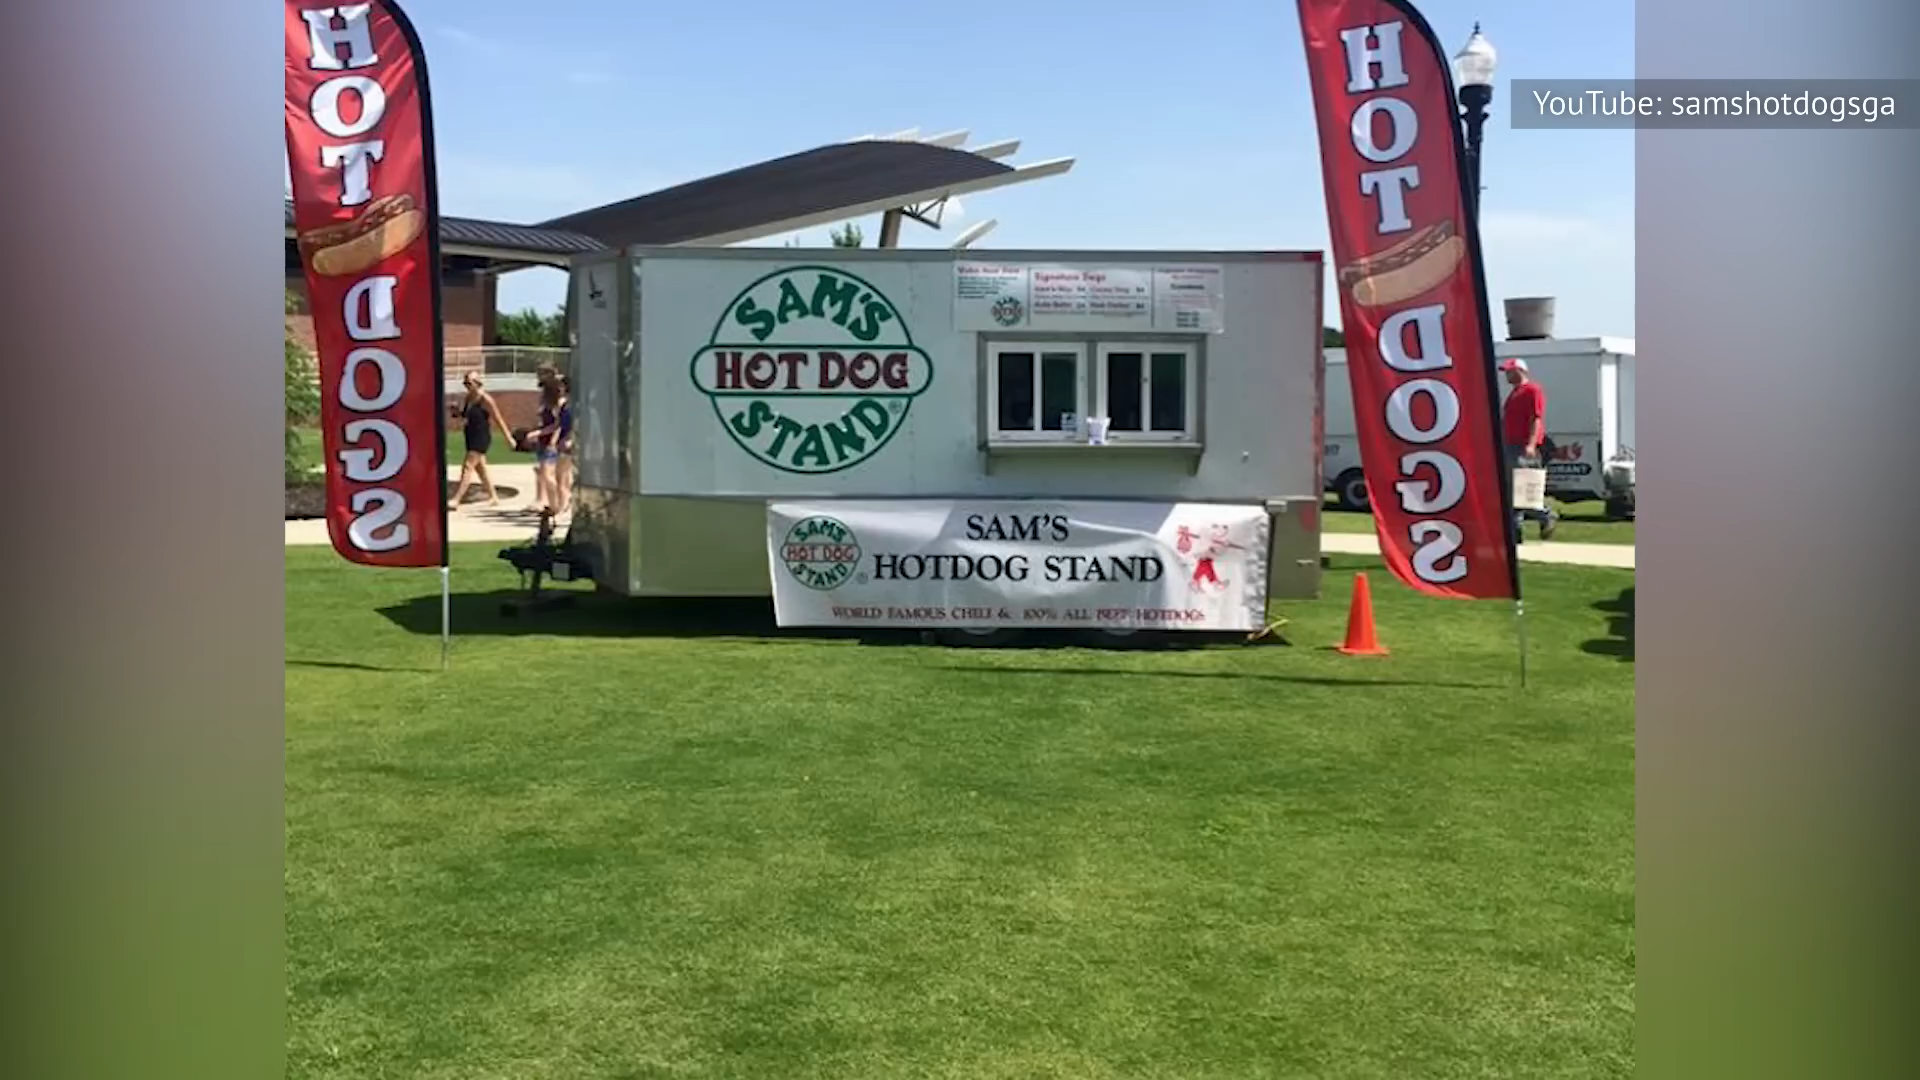 HOT DOGS
HOT DOGS
YouTube: samshotdogsga
SAM'S
HOT DOG
STAND®
Signature Dogs
SAM'S
HOT DOG
STAND
®
SAM'S
HOTDOG STAND
WORLD FAMOUS CHILI & 100% ALL BEEF HOTDOGS